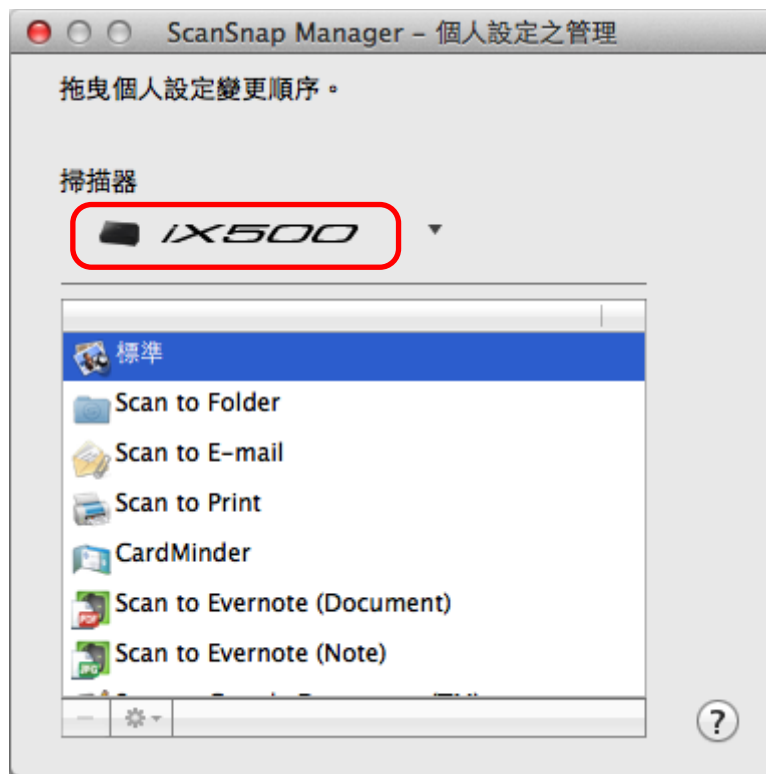 ScanSnap Manager – 個人設定之管理
拖曳個人設定變更順序。
掃描器
iX500
標準
Scan to Folder
Scan to E-mail
Scan to Print
CardMinder
Scan to Evernote (Document)
Scan to Evernote (Note)
?